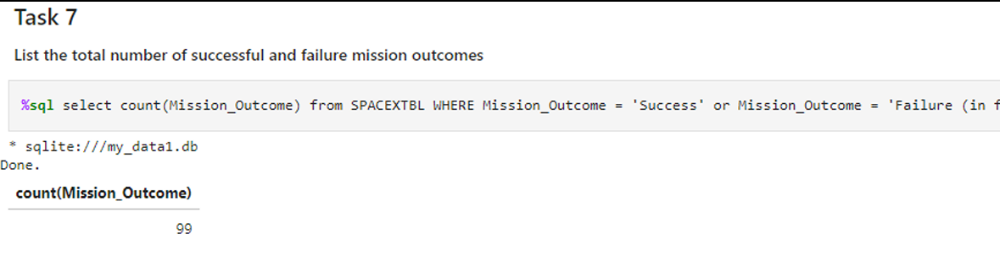 Task 7
List the total number of successful and failure mission outcomes
%sql select count(Mission_Outcome) from SPACEXTBL WHERE Mission_Outcome = 'Success' or Mission_Outcome = 'Failure (in f
* sqlite:///my_data1.db
Done.
count(Mission_Outcome)
99